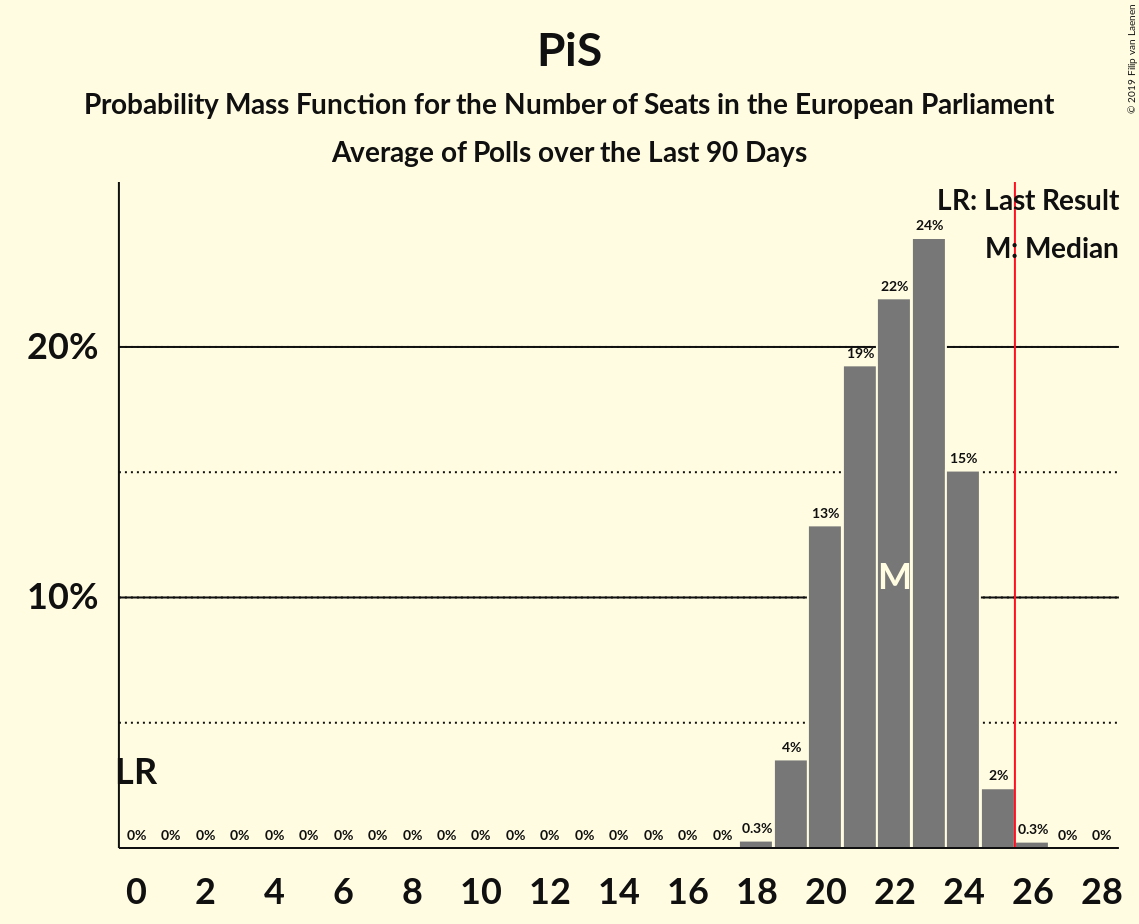 PiS
Probability Mass Function for the Number of Seats in the European Parliament
Average of Polls over the Last 90 Days
© 2019 Filip van Laenen
LR: Last Result
M: Median
24%
22%
20%
19%
15%
13%
M
10%
LR
4%
2%
0% 0% 0% 0% 0% 0% 0% 0% 0% 0% 0% 0% 0% 0% 0% 0% 0% 0% 0.3% 0.3% 0% 0%
0 2 4 6 8 10 12 14 16 18 20 22 24 26 28